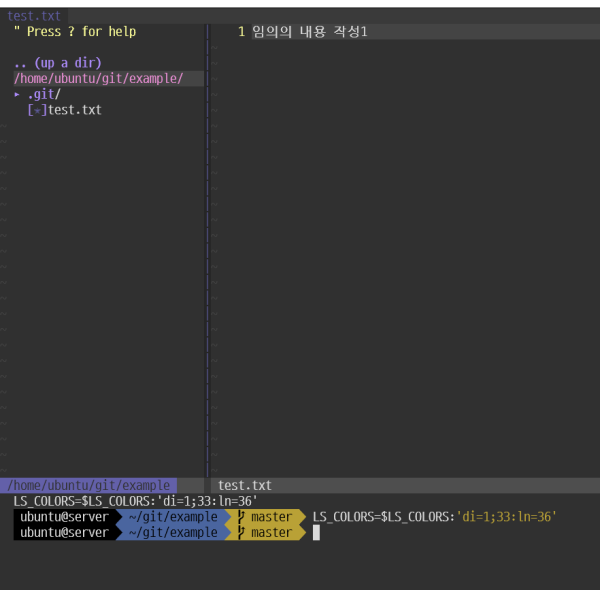 test.txt
" Press ? for help
.. (up a dir)
/home/ubuntu/git/example/
▸ .git/
[✶]test.txt
1 임의의 내용 작성1
/home/ubuntu/git/example
test.txt
LS_COLORS=$LS_COLORS:'di=1;33:ln=36'
ubuntu@server ~/git/example master LS_COLORS=$LS_COLORS:'di=1;33:ln=36'
ubuntu@server ~/git/example master